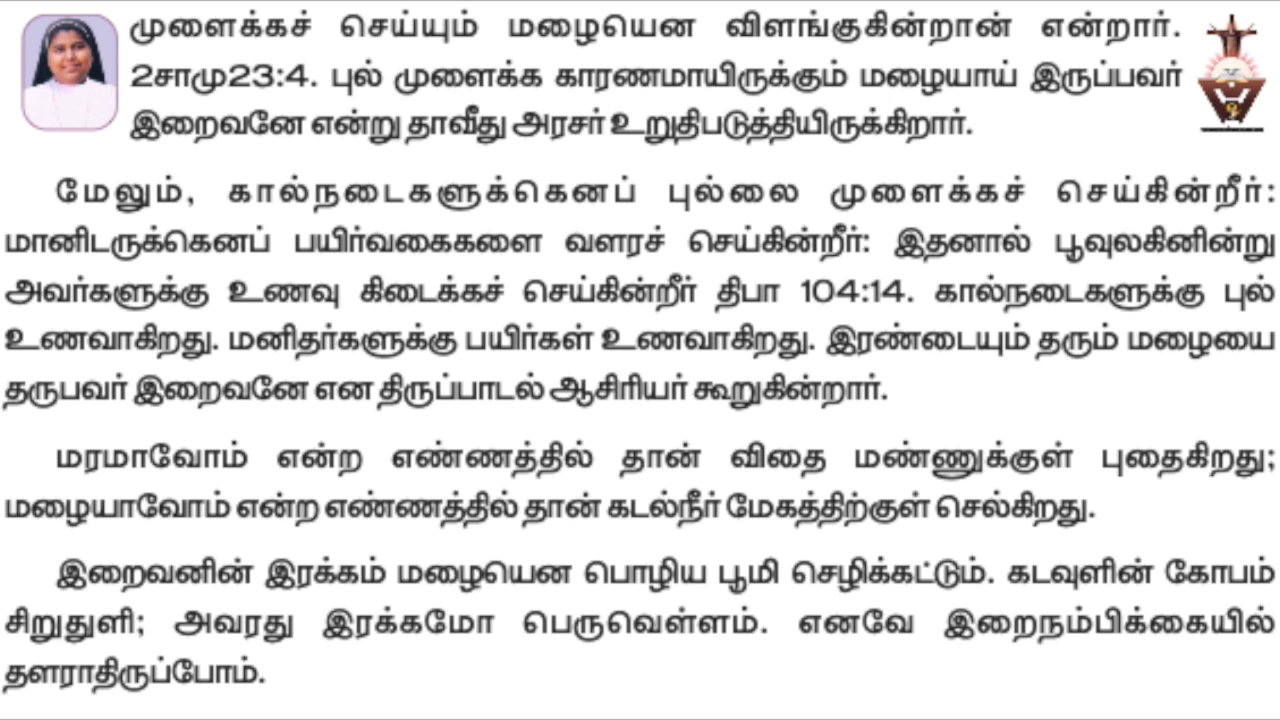 முளைக்கச் செய்யும் மழையென விளங்குகின்றான் என்றார்.
2சாமு23:4. புல் முளைக்க காரணமாயிருக்கும் மழையாய் இருப்பவர்
இறைவனே என்று தாவீது அரசர் உறுதிபடுத்தியிருக்கிறார்.
மேலும், கால்நடைகளுக்கெனப் புல்லை முளைக்கச் செய்கின்றீர்:
மானிடருக்கெனப் பயிர்வகைகளை வளரச் செய்கின்றீர்: இதனால் பூவுலகினின்று
அவர்களுக்கு உணவு கிடைக்கச் செய்கின்றீர் திபா 104:14. கால்நடைகளுக்கு புல்
உணவாகிறது. மனிதர்களுக்கு பயிர்கள் உணவாகிறது. இரண்டையும் தரும் மழையை
தருபவர் இறைவனே என திருப்பாடல் ஆசிரியர் கூறுகின்றார்.
மரமாவோம் என்ற எண்ணத்தில் தான் விதை மண்ணுக்குள் புதைகிறது;
மழையாவோம் என்ற எண்ணத்தில் தான் கடல்நீர் மேகத்திற்குள் செல்கிறது.
இறைவனின் இரக்கம் மழையென பொழிய பூமி செழிக்கட்டும். கடவுளின் கோபம்
சிறுதுளி; அவரது இரக்கமோ பெருவெள்ளம். எனவே இறைநம்பிக்கையில்
தளராதிருப்போம்.